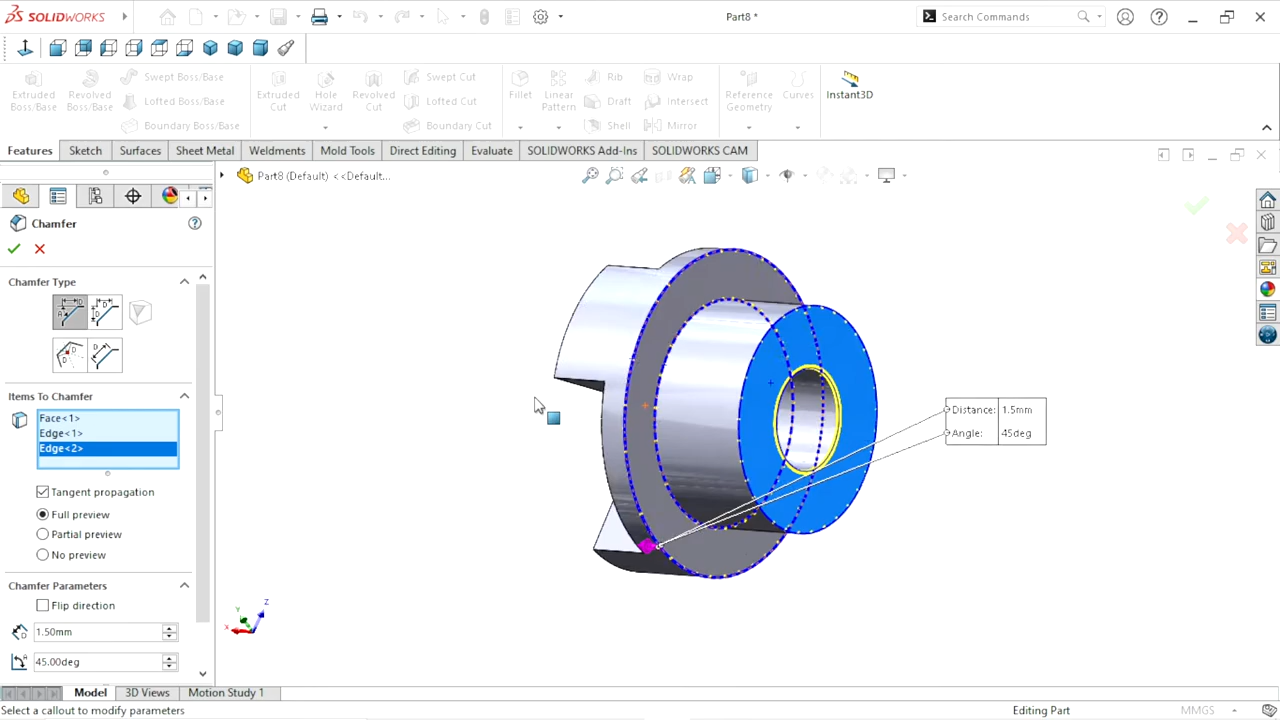 SOLIDWORKS
Part8 *
Search Commands
Extruded Boss/Base
Revolved Boss/Base
Swept Boss/Base
Lofted Boss/Base
Boundary Boss/Base
Extruded Cut
Hole Wizard
Revolved Cut
Swept Cut
Lofted Cut
Boundary Cut
Fillet
Linear Pattern
Rib
Draft
Shell
Wrap
Intersect
Mirror
Reference Geometry
Curves
Instant3D
Features
Sketch
Surfaces
Sheet Metal
Weldments
Mold Tools
Direct Editing
Evaluate
SOLIDWORKS Add-Ins
SOLIDWORKS CAM
Part8 (Default) <<Default...
Chamfer
Chamfer Type
Items To Chamfer
Face<1>
Edge<1>
Edge<2>
Tangent propagation
Full preview
Partial preview
No preview
Chamfer Parameters
Flip direction
1.50mm
45.00deg
Distance: 1.5mm
Angle: 45deg
Z
Y
X
Model
3D Views
Motion Study 1
Select a callout to modify parameters
Editing Part
MMGS